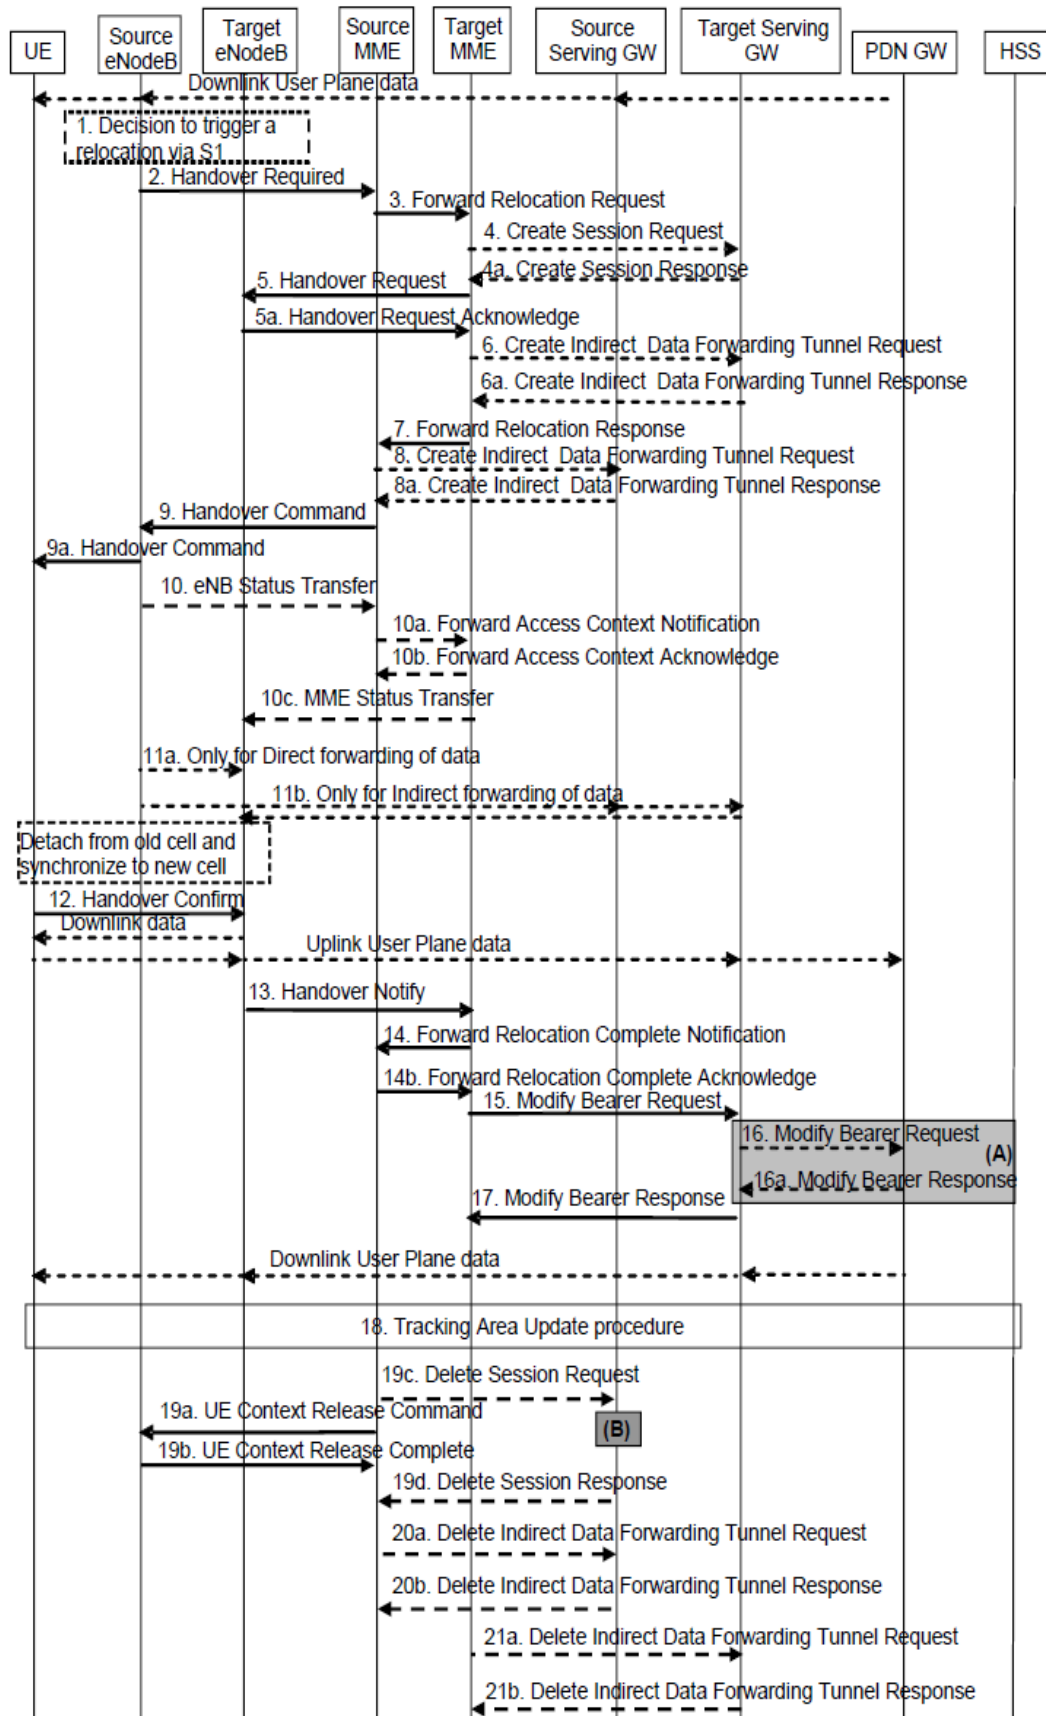 UE
Source
eNodeB
Target
eNodeB
Source
MME
Target
MME
Source
Serving GW
Target Serving
GW
PDN GW
HSS
Downlink User Plane data
1. Decision to trigger a
relocation via S1
2. Handover Required
3. Forward Relocation Request
4. Create Session Request
4a. Create Session Response
5. Handover Request
5a. Handover Request Acknowledge
6. Create Indirect Data Forwarding Tunnel Request
6a. Create Indirect Data Forwarding Tunnel Response
7. Forward Relocation Response
8. Create Indirect Data Forwarding Tunnel Request
8a. Create Indirect Data Forwarding Tunnel Response
9. Handover Command
9a. Handover Command
10. eNB Status Transfer
10a. Forward Access Context Notification
10b. Forward Access Context Acknowledge
10c. MME Status Transfer
11a. Only for Direct forwarding of data
11b. Only for Indirect forwarding of data
Detach from old cell and
synchronize to new cell
12. Handover Confirm
Downlink data
Uplink User Plane data
13. Handover Notify
14. Forward Relocation Complete Notification
14b. Forward Relocation Complete Acknowledge
15. Modify Bearer Request
16. Modify Bearer Request
(A)
16a. Modify Bearer Response
17. Modify Bearer Response
Downlink User Plane data
18. Tracking Area Update procedure
19c. Delete Session Request
19a. UE Context Release Command
(B)
19b. UE Context Release Complete
19d. Delete Session Response
20a. Delete Indirect Data Forwarding Tunnel Request
20b. Delete Indirect Data Forwarding Tunnel Response
21a. Delete Indirect Data Forwarding Tunnel Request
21b. Delete Indirect Data Forwarding Tunnel Response